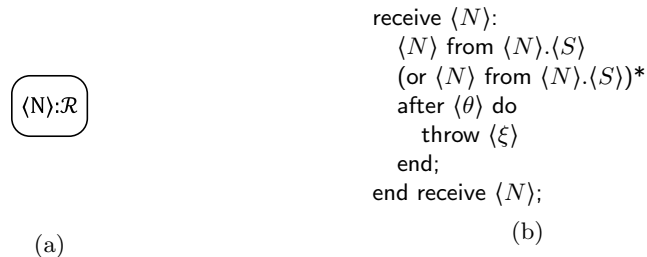 ⟨N⟩:ℛ
(a)
receive ⟨N⟩:
⟨N⟩ from ⟨N⟩.⟨S⟩
(or ⟨N⟩ from ⟨N⟩.⟨S⟩)*
after ⟨θ⟩ do
throw ⟨ξ⟩
end;
end receive ⟨N⟩;
(b)